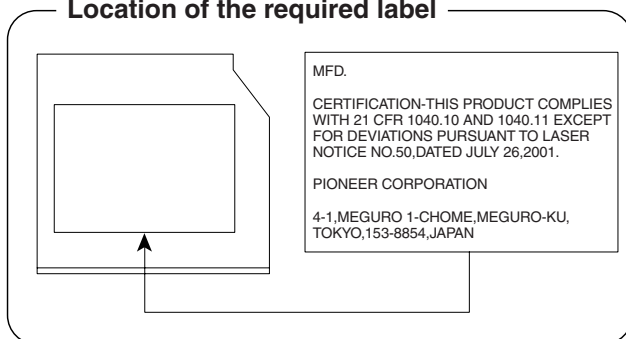 Location of the required label
MFD.
CERTIFICATION-THIS PRODUCT COMPLIES
WITH 21 CFR 1040.10 AND 1040.11 EXCEPT
FOR DEVIATIONS PURSUANT TO LASER
NOTICE NO.50,DATED JULY 26,2001.
PIONEER CORPORATION
4-1,MEGURO 1-CHOME,MEGURO-KU,
TOKYO,153-8854,JAPAN